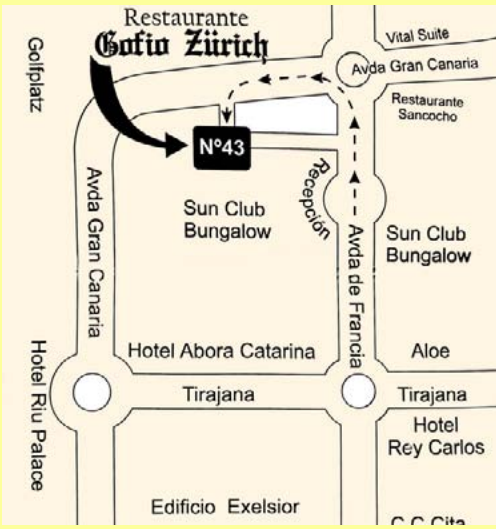 Restaurante
Gofio Zürich
Vital Suite
Golfplatz
Avda Gran Canaria
Restaurante
Sancocho
Nº43
Recepción
Avda Gran Canaria
Sun Club
Bungalow
Avda de Francia
Sun Club
Bungalow
Hotel Abora Catarina
Aloe
Hotel Riu Palace
Tirajana
Tirajana
Hotel
Rey Carlos
Edificio Exelsior
C.C.Cita